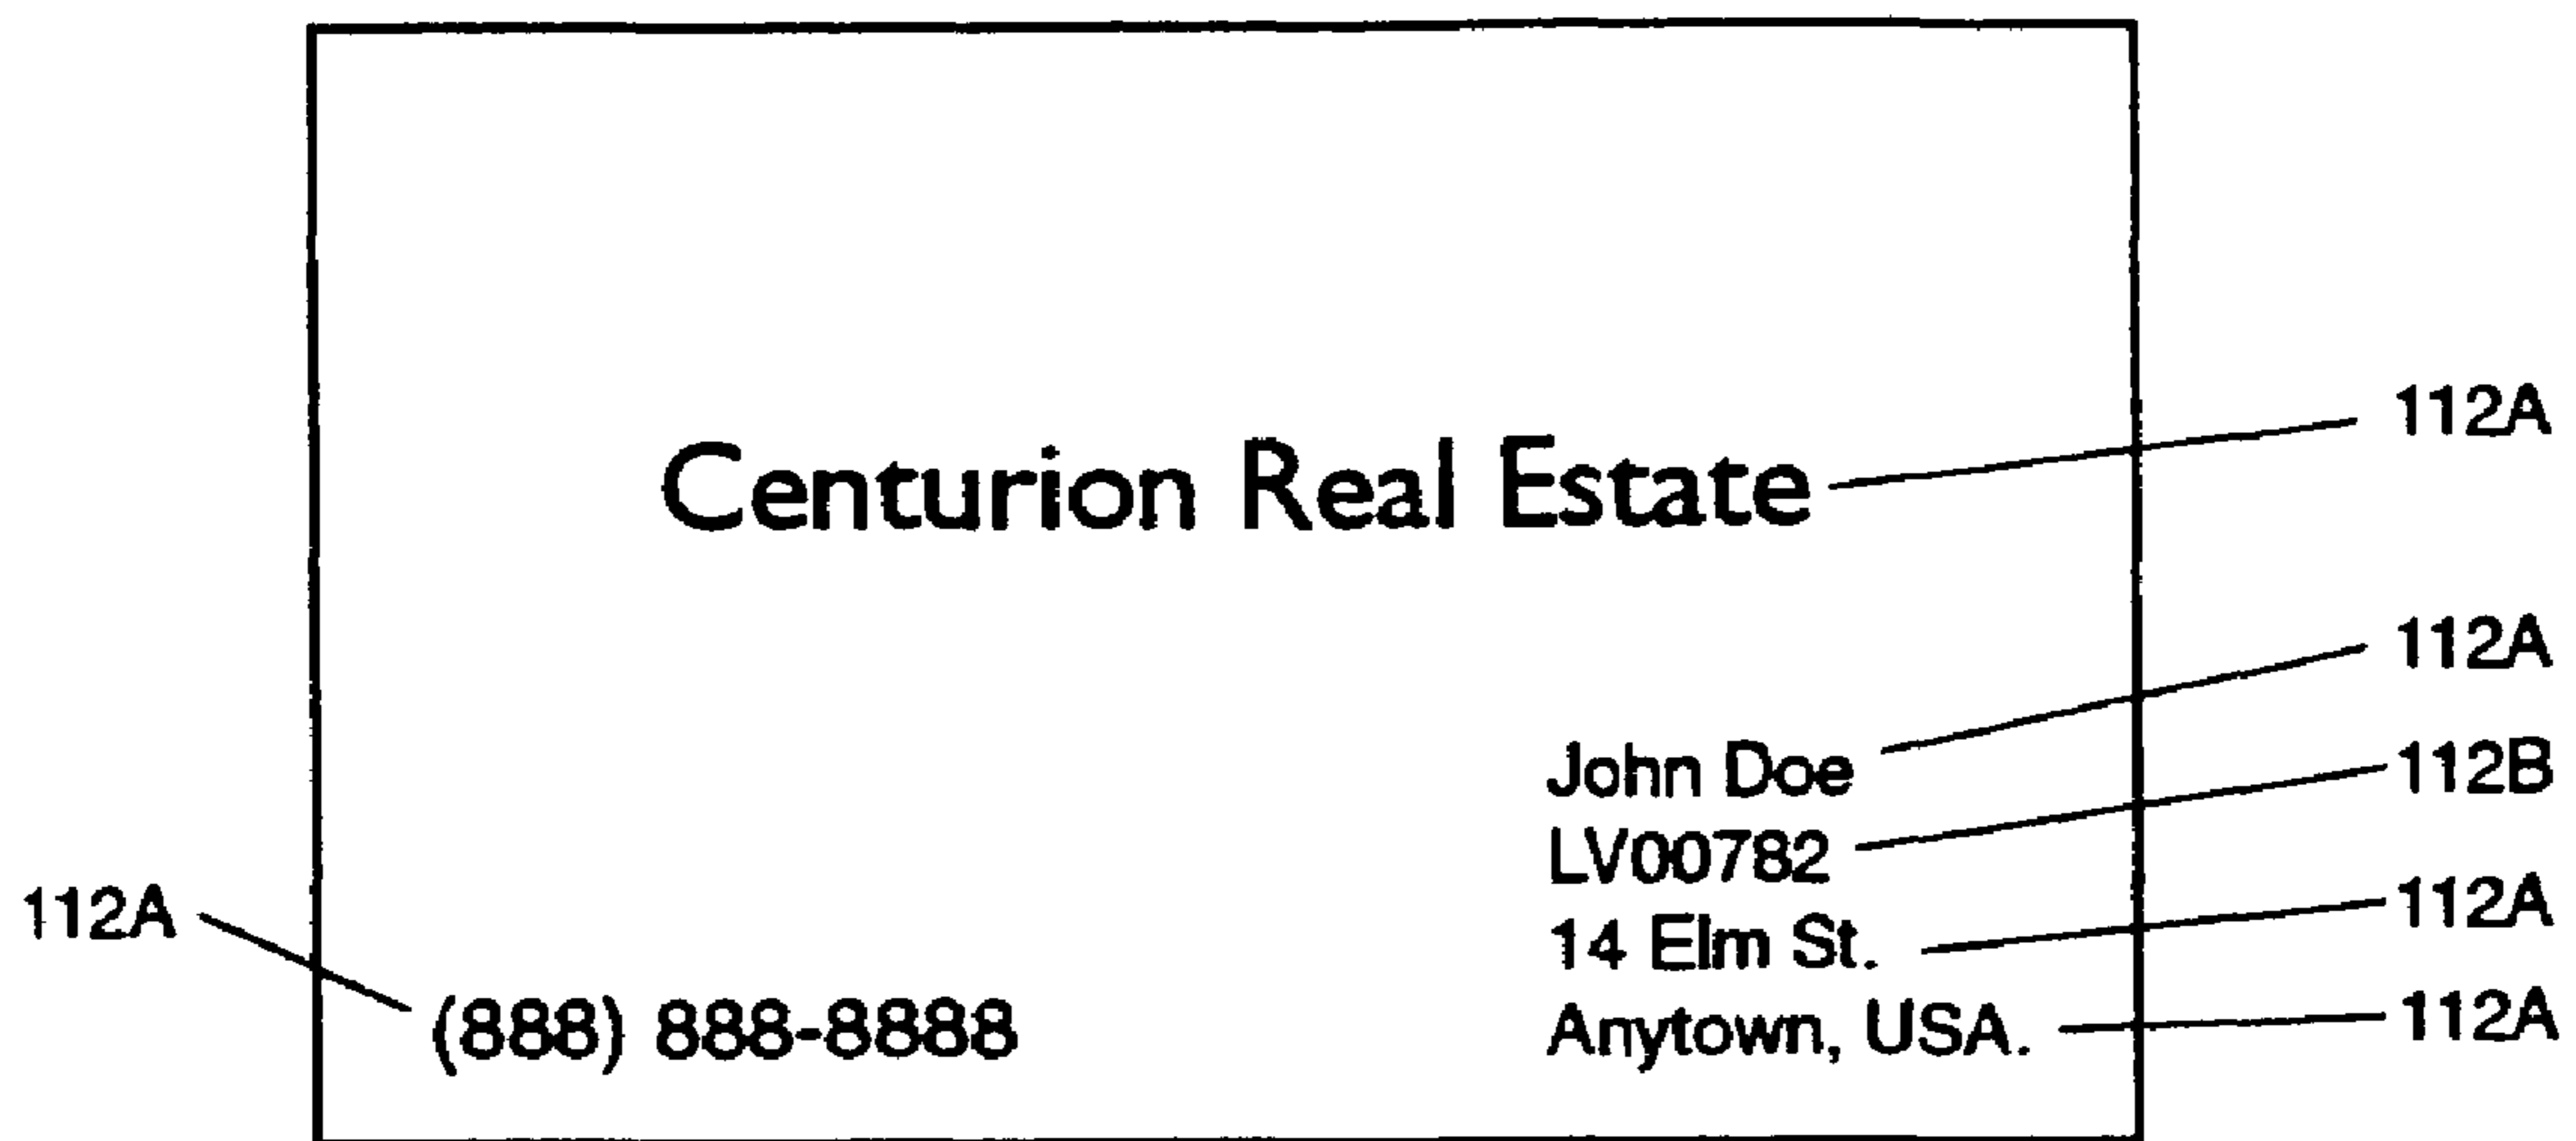 Centurion Real Estate
112A
112A
John Doe
112B
LV00782
112A
14 Elm St.
112A
Anytown, USA.
112A
(888) 888-8888